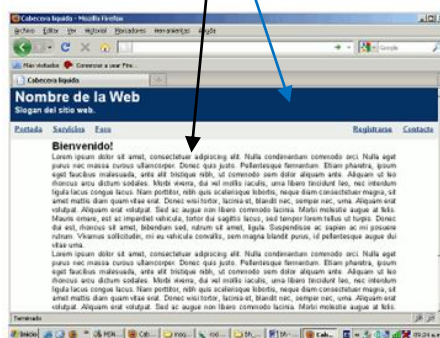 Cabecera liquida - Mozilla Firefox
Archivo Editar Ver Historial Marcadores Herramientas Ayuda
Google
Más visitados Comenzar a usar Fire...
Cabecera liquida
Nombre de la Web
Slogan del sitio web.
Portada Servicios Foro Registrarse Contacto
Bienvenido!
Lorem ipsum dolor sit amet, consectetuer adipiscing elit. Nulla condimentum commodo orci. Nulla eget
purus nec massa cursus ullamcorper. Donec quis justo. Pellentesque fermentum. Etiam pharetra, ipsum
eget faucibus malesuada, ante elit tristique nibh, ut commodo sem dolor aliquam ante. Aliquam ut leo
rhoncus arcu dictum sodales. Morbi viverra, dui vel mollis iaculis, urna libero tincidunt leo, nec interdum
ligula lacus congue lacus. Nam porttitor, nibh quis scelerisque lobortis, neque nunc condimentum lacus, sit
amet mattis diam quam vitae erat. Donec wisi tortor, lacinia et, blandit nec, semper nec, urna. Aliquam erat
volutpat. Aliquam erat volutpat. Sed ac augue non libero commodo lacinia. Morbi molestie augue at felis.
Mauris ornare, est ac imperdiet vehicula, tortor dui sagittis lacus, sed tempor lorem tellus ut turpis. Donec
dui est, rhoncus sit amet, bibendum sed, rutrum sit amet, ligula. Suspendisse ac sapien ac mi posuere
rutrum. Vivamus sollicitudin, mi eu vehicula convallis, sem magna blandit purus, id pellentesque augue dui
vitae urna.
Lorem ipsum dolor sit amet, consectetuer adipiscing elit. Nulla condimentum commodo orci. Nulla eget
purus nec massa cursus ullamcorper. Donec quis justo. Pellentesque fermentum. Etiam pharetra, ipsum
eget faucibus malesuada, ante elit tristique nibh, ut commodo sem dolor aliquam ante. Aliquam ut leo
rhoncus arcu dictum sodales. Morbi viverra, dui vel mollis iaculis, urna libero tincidunt leo, nec interdum
ligula lacus congue lacus. Nam porttitor, nibh quis scelerisque lobortis, neque nunc condimentum lacus, sit
amet mattis diam quam vitae erat. Donec wisi tortor, lacinia et, blandit nec, semper nec, urna. Aliquam erat
volutpat. Aliquam erat volutpat. Sed ac augue non libero commodo lacinia. Morbi molestie augue at felis.
Terminado
Inicio